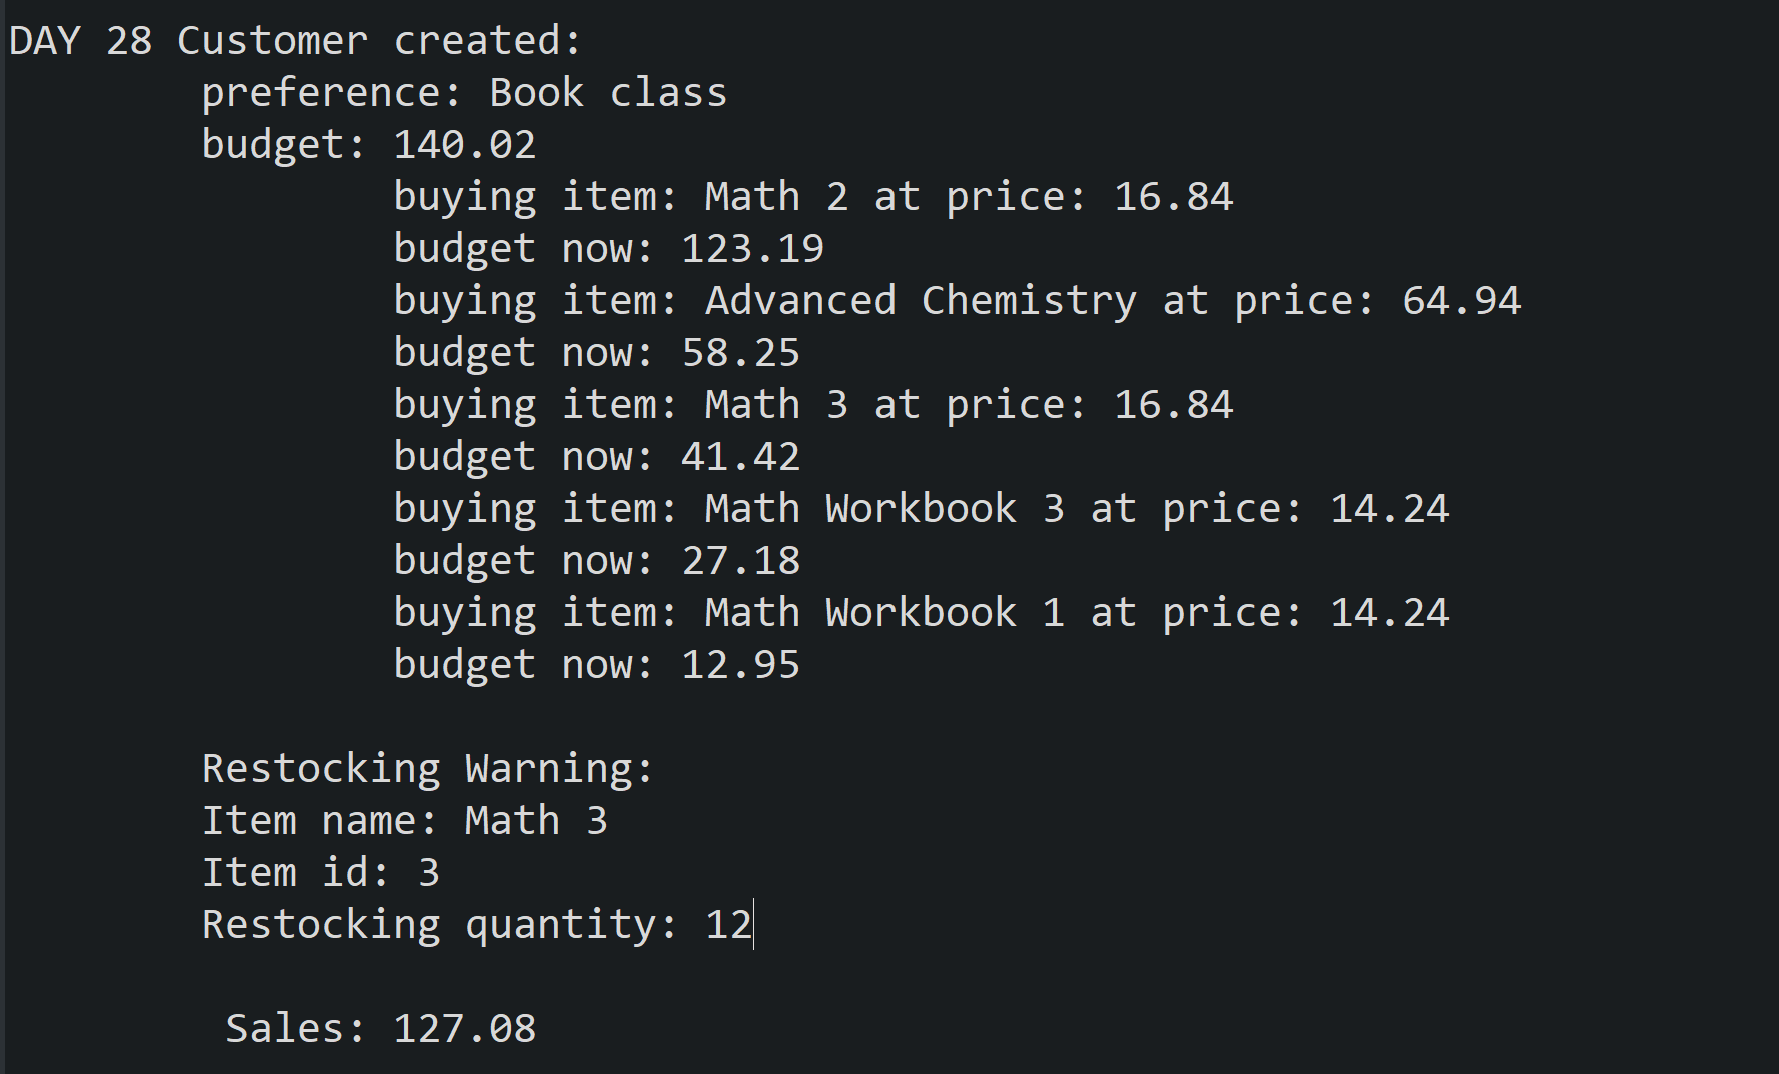 DAY 28 Customer created:
preference: Book class
budget: 140.02
buying item: Math 2 at price: 16.84
budget now: 123.19
buying item: Advanced Chemistry at price: 64.94
budget now: 58.25
buying item: Math 3 at price: 16.84
budget now: 41.42
buying item: Math Workbook 3 at price: 14.24
budget now: 27.18
buying item: Math Workbook 1 at price: 14.24
budget now: 12.95
Restocking Warning:
Item name: Math 3
Item id: 3
Restocking quantity: 12
Sales: 127.08